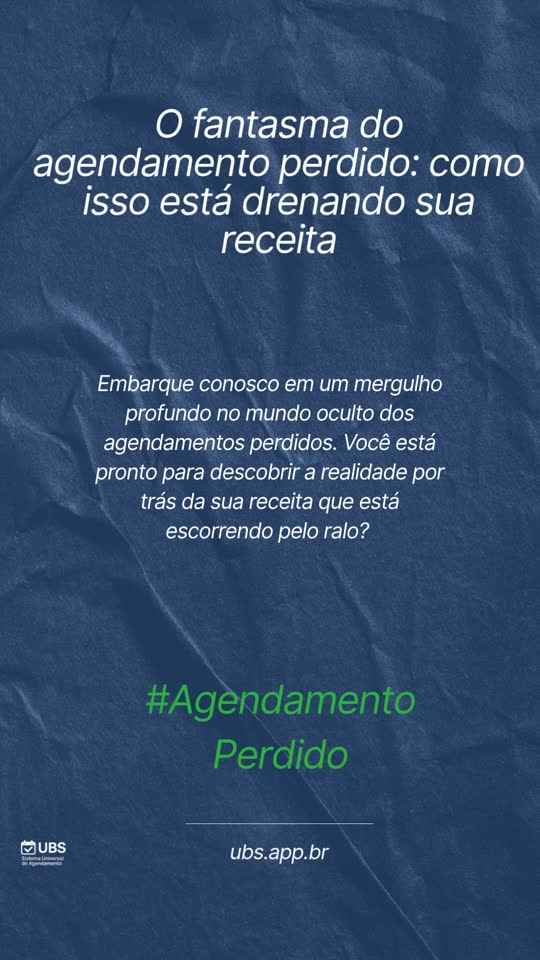 O fantasma do
agendamento perdido: como
isso está drenando sua
receita
Embarque conosco em um mergulho
profundo no mundo oculto dos
agendamentos perdidos. Você está
pronto para descobrir a realidade por
trás da sua receita que está
escorrendo pelo ralo?
#Agendamento
Perdido
UBS
Sistema Universal
de Agendamento
ubs.app.br